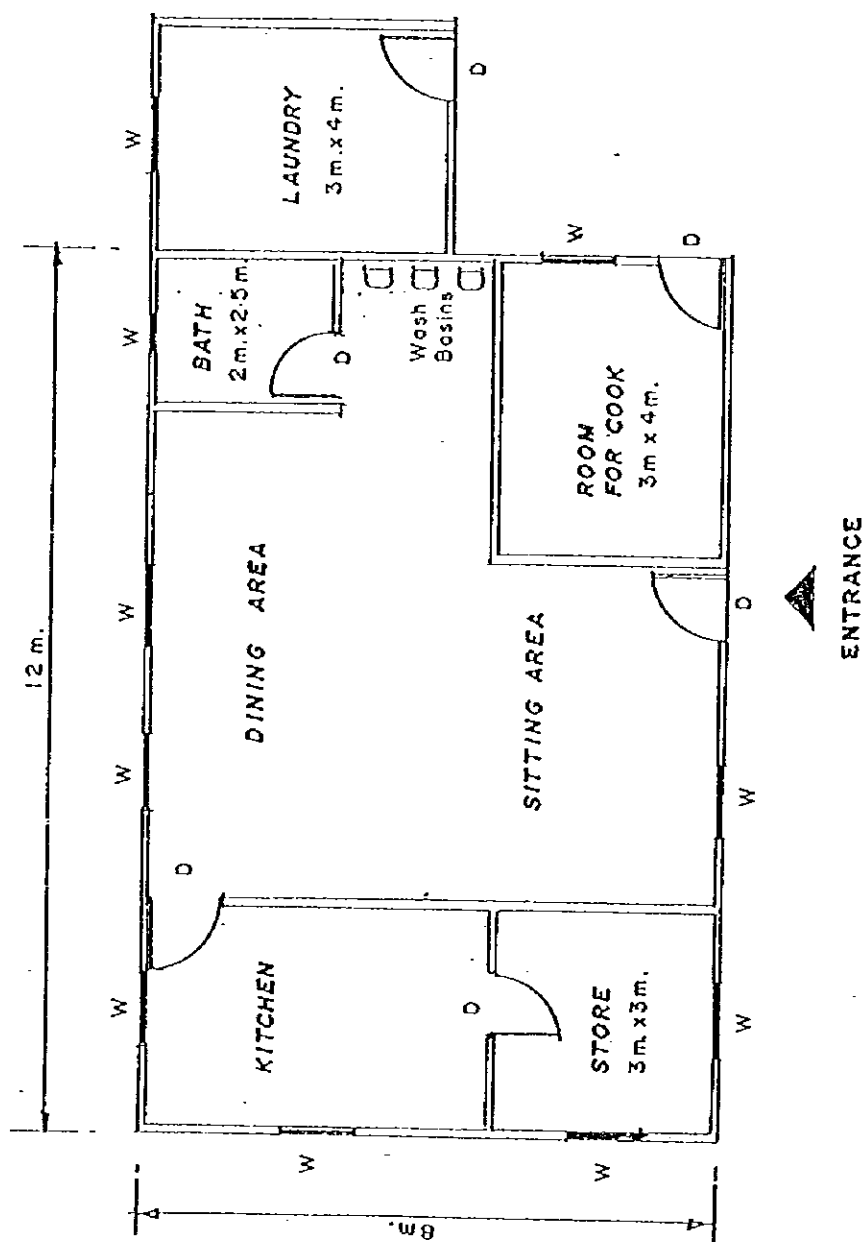 12 m.
W
W
W
W
W
LAUNDRY
3m. x 4m.
D
BATH
2m. x 2·5m.
D
Wash
Basins
DINING AREA
D
KITCHEN
D
W
D
ROOM
FOR COOK
3m x 4m.
SITTING AREA
STORE
3m. x 3m.
W
W
8m.
W
W
D
ENTRANCE